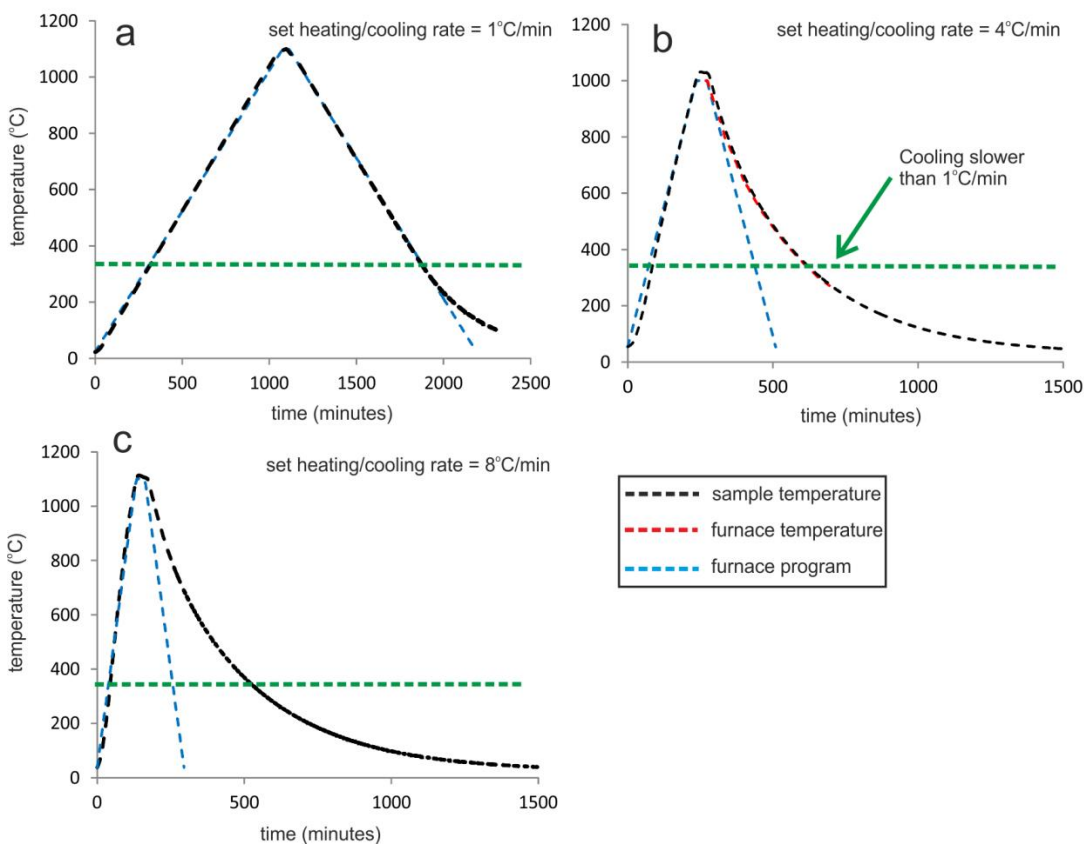 a
set heating/cooling rate = 1°C/min
1200
1000
800
600
400
200
0
temperature (°C)
0 500 1000 1500 2000 2500
time (minutes)
b
set heating/cooling rate = 4°C/min
1200
1000
800
600
400
200
0
temperature (°C)
Cooling slower
than 1°C/min
0 500 1000 1500
time (minutes)
c
set heating/cooling rate = 8°C/min
1200
1000
800
600
400
200
0
temperature (°C)
0 500 1000 1500
time (minutes)
sample temperature
furnace temperature
furnace program